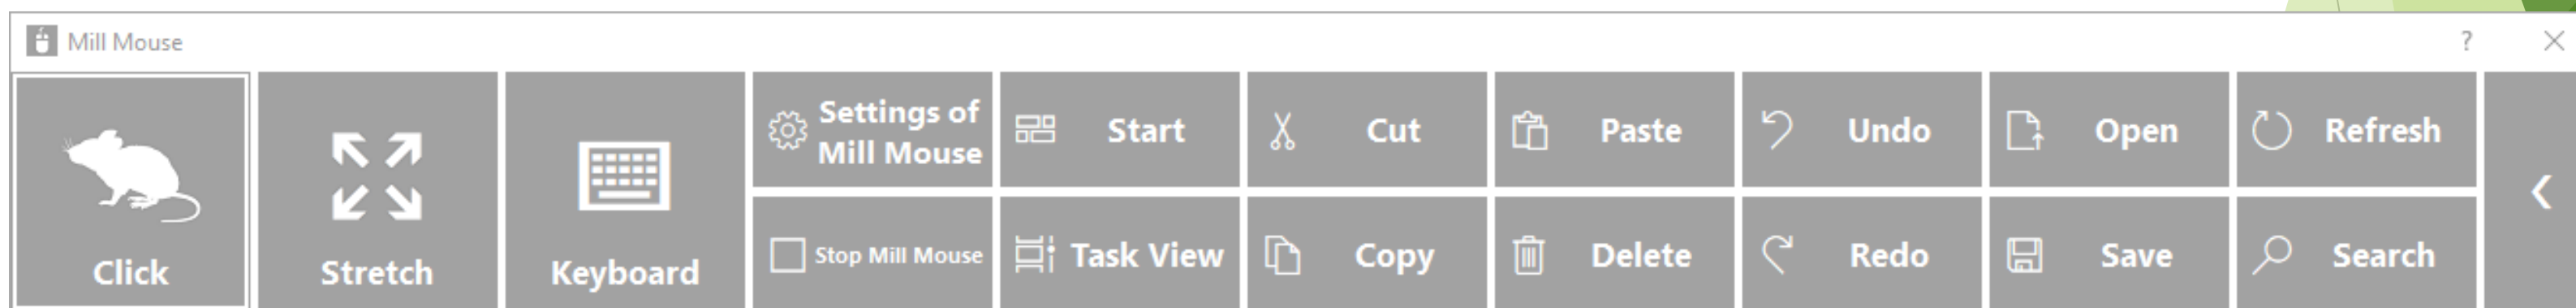 Mill Mouse
?
Click
Stretch
Keyboard
Settings of
Mill Mouse
Stop Mill Mouse
Start
Task View
Cut
Copy
Paste
Delete
Undo
Redo
Open
Save
Refresh
Search